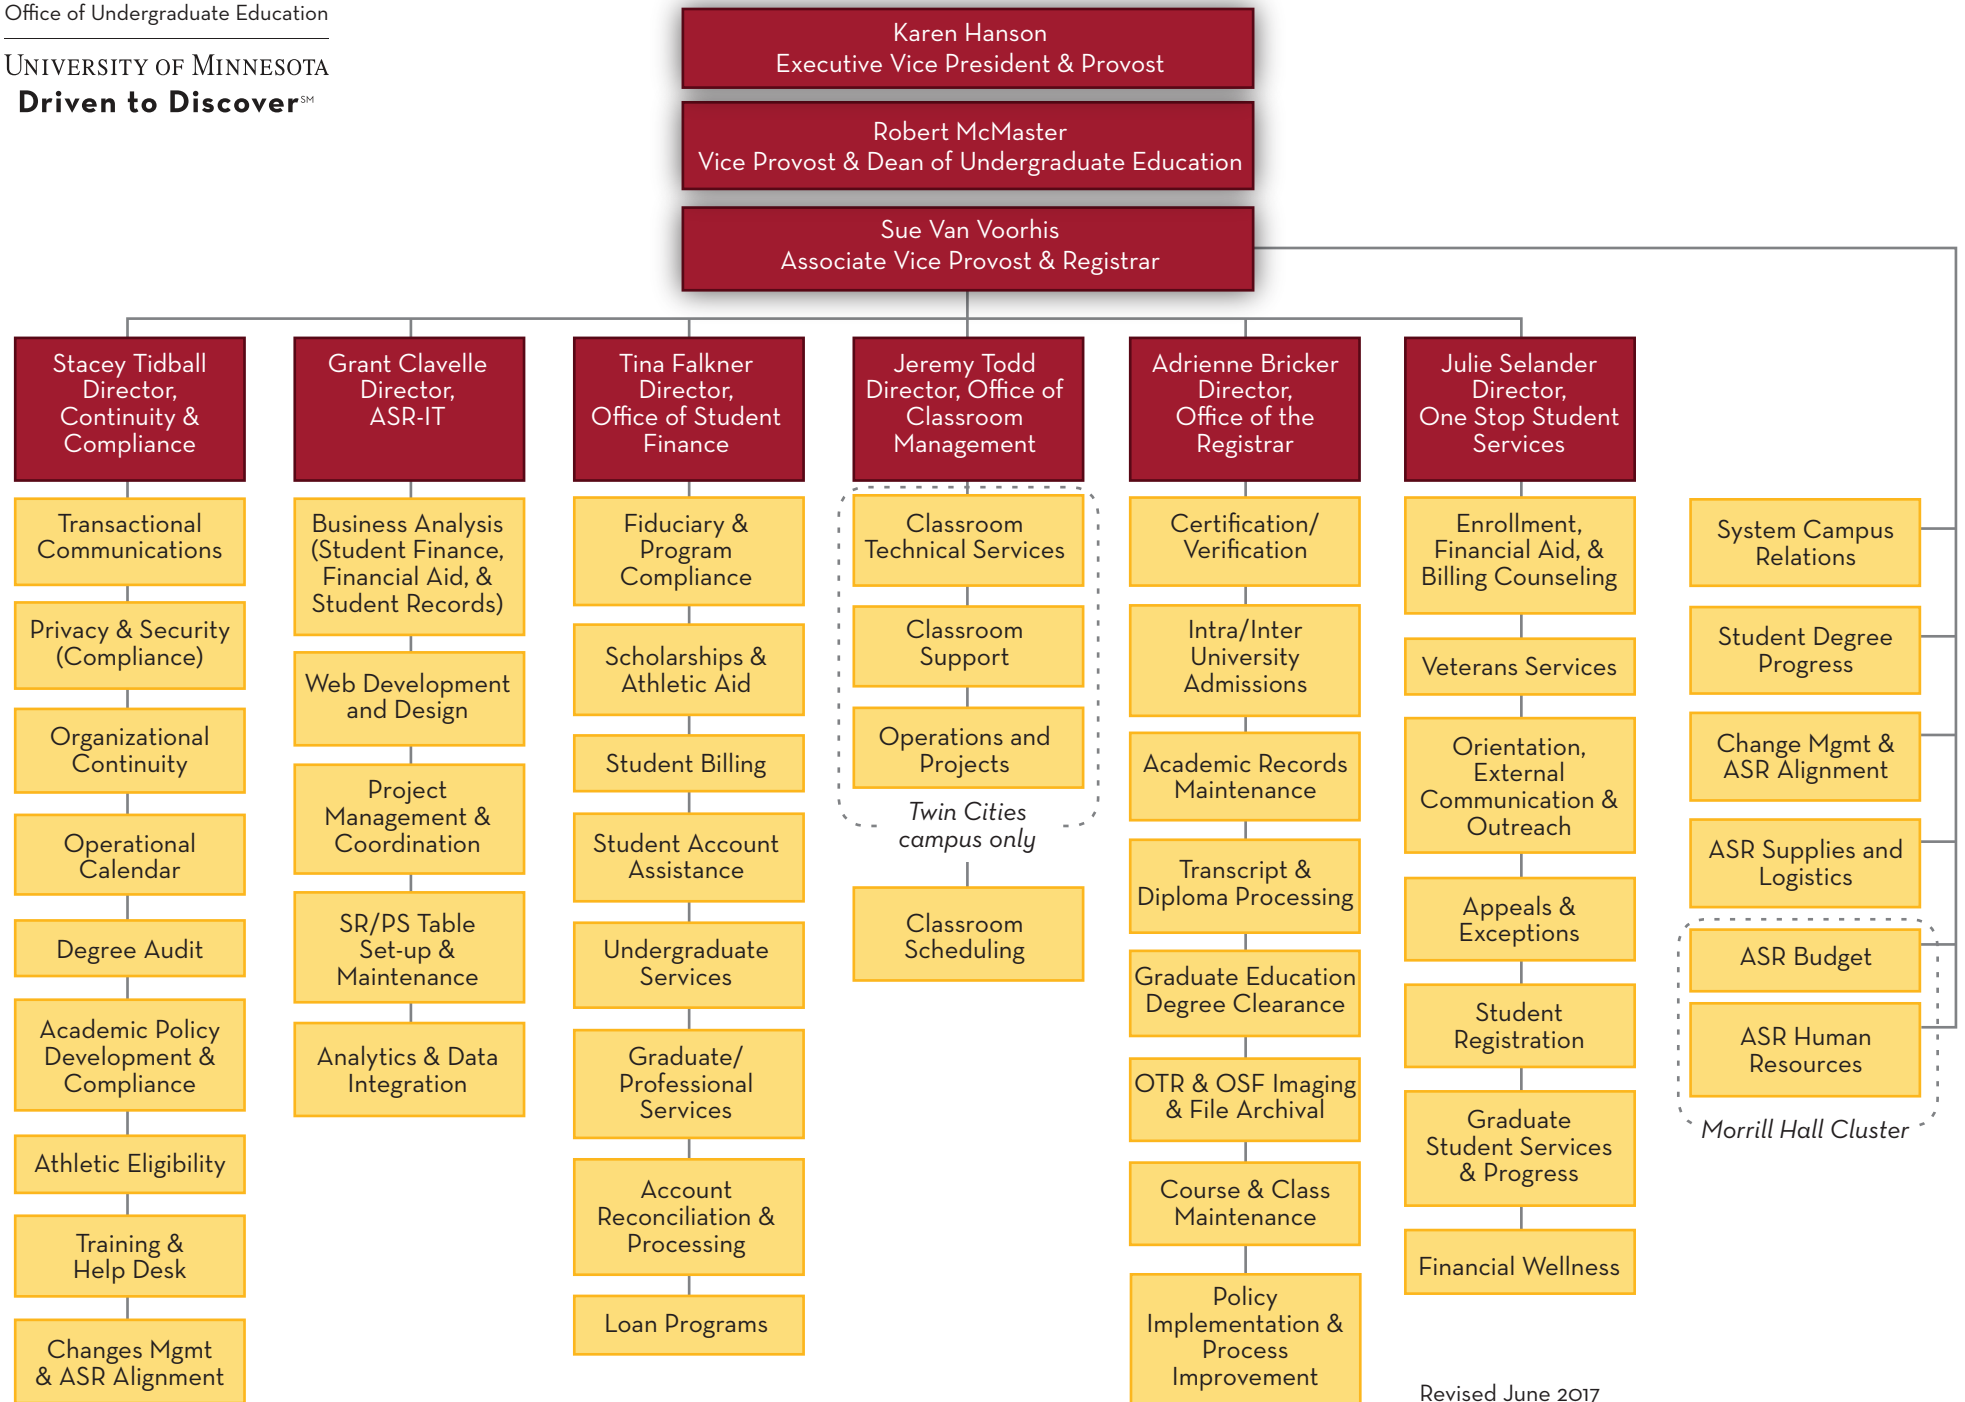 Office of Undergraduate Education
UNIVERSITY OF MINNESOTA
Driven to Discover℠
Karen Hanson
Executive Vice President & Provost
Robert McMaster
Vice Provost & Dean of Undergraduate Education
Sue Van Voorhis
Associate Vice Provost & Registrar
Stacey Tidball
Director,
Continuity &
Compliance
Transactional
Communications
Privacy & Security
(Compliance)
Organizational
Continuity
Operational
Calendar
Degree Audit
Academic Policy
Development &
Compliance
Athletic Eligibility
Training &
Help Desk
Changes Mgmt
& ASR Alignment
Grant Clavelle
Director,
ASR-IT
Business Analysis
(Student Finance,
Financial Aid, &
Student Records)
Web Development
and Design
Project
Management &
Coordination
SR/PS Table
Set-up &
Maintenance
Analytics & Data
Integration
Tina Falkner
Director,
Office of Student
Finance
Fiduciary &
Program
Compliance
Scholarships &
Athletic Aid
Student Billing
Student Account
Assistance
Undergraduate
Services
Graduate/
Professional
Services
Account
Reconciliation &
Processing
Loan Programs
Jeremy Todd
Director, Office of
Classroom
Management
Classroom
Technical Services
Classroom
Support
Operations and
Projects
Twin Cities
campus only
Classroom
Scheduling
Adrienne Bricker
Director,
Office of the
Registrar
Certification/
Verification
Intra/Inter
University
Admissions
Academic Records
Maintenance
Transcript &
Diploma Processing
Graduate Education
Degree Clearance
OTR & OSF Imaging
& File Archival
Course & Class
Maintenance
Policy
Implementation &
Process
Improvement
Julie Selander
Director,
One Stop Student
Services
Enrollment,
Financial Aid, &
Billing Counseling
Veterans Services
Orientation,
External
Communication &
Outreach
Appeals &
Exceptions
Student
Registration
Graduate
Student Services
& Progress
Financial Wellness
System Campus
Relations
Student Degree
Progress
Change Mgmt &
ASR Alignment
ASR Supplies and
Logistics
ASR Budget
ASR Human
Resources
Morrill Hall Cluster
Revised June 2017